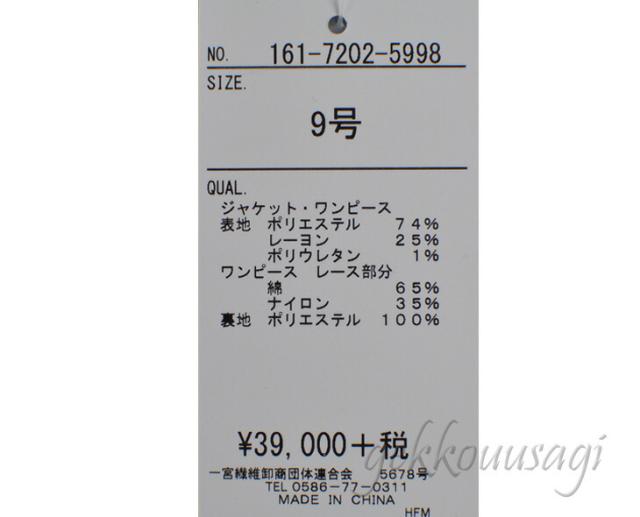 NO. 161-7202-5998
SIZE.
9号
QUAL.
ジャケット・ワンピース
表地 ポリエステル 74%
レーヨン 25%
ポリウレタン 1%
ワンピース レース部分
綿 65%
ナイロン 35%
裏地 ポリエステル 100%
¥39,000+税
gekkouusagi
一宮繊維卸商団体連合会 5678号
TEL 0586-77-0311
MADE IN CHINA
HFM